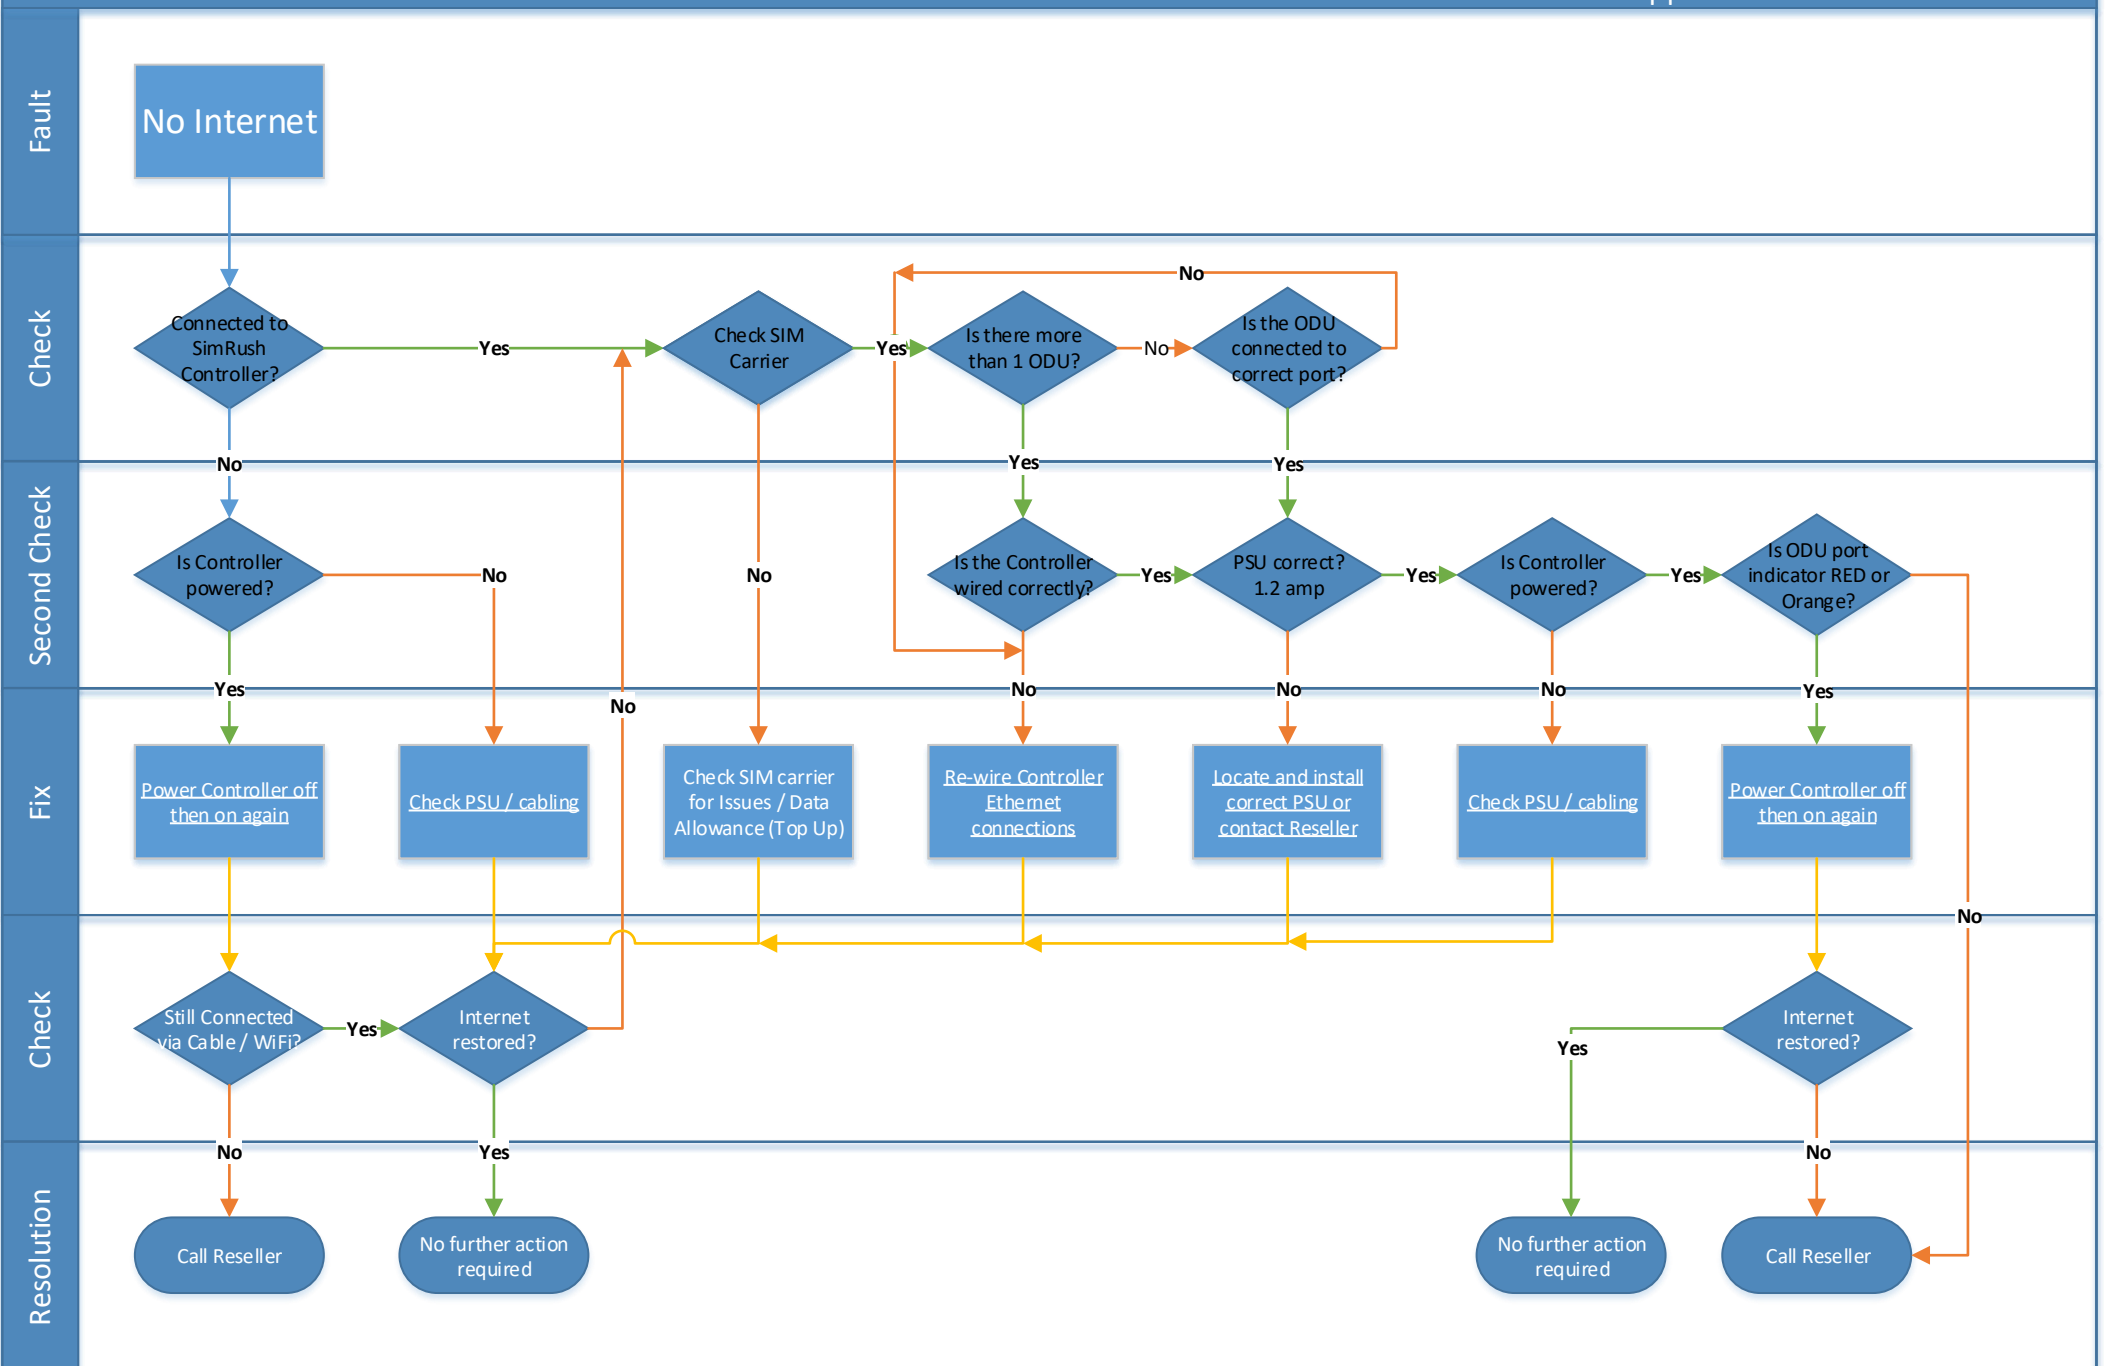 Fault
No Internet
Check
Connected to
SimRush
Controller?
Yes
Check SIM
Carrier
Yes
Is there more
than 1 ODU?
No
Is the ODU
connected to
correct port?
No
No
Yes
Yes
Second Check
Is Controller
powered?
No
No
Is the Controller
wired correctly?
Yes
PSU correct?
1.2 amp
Yes
Is Controller
powered?
Yes
Is ODU port
indicator RED or
Orange?
Yes
No
No
No
No
Yes
Fix
Power Controller off
then on again
Check PSU / cabling
Check SIM carrier
for Issues / Data
Allowance (Top Up)
Re-wire Controller
Ethernet
connections
Locate and install
correct PSU or
contact Reseller
Check PSU / cabling
Power Controller off
then on again
No
Check
Still Connected
via Cable / WiFi?
Yes
Internet
restored?
Yes
Internet
restored?
No
Yes
No
Resolution
Call Reseller
No further action
required
No further action
required
Call Reseller